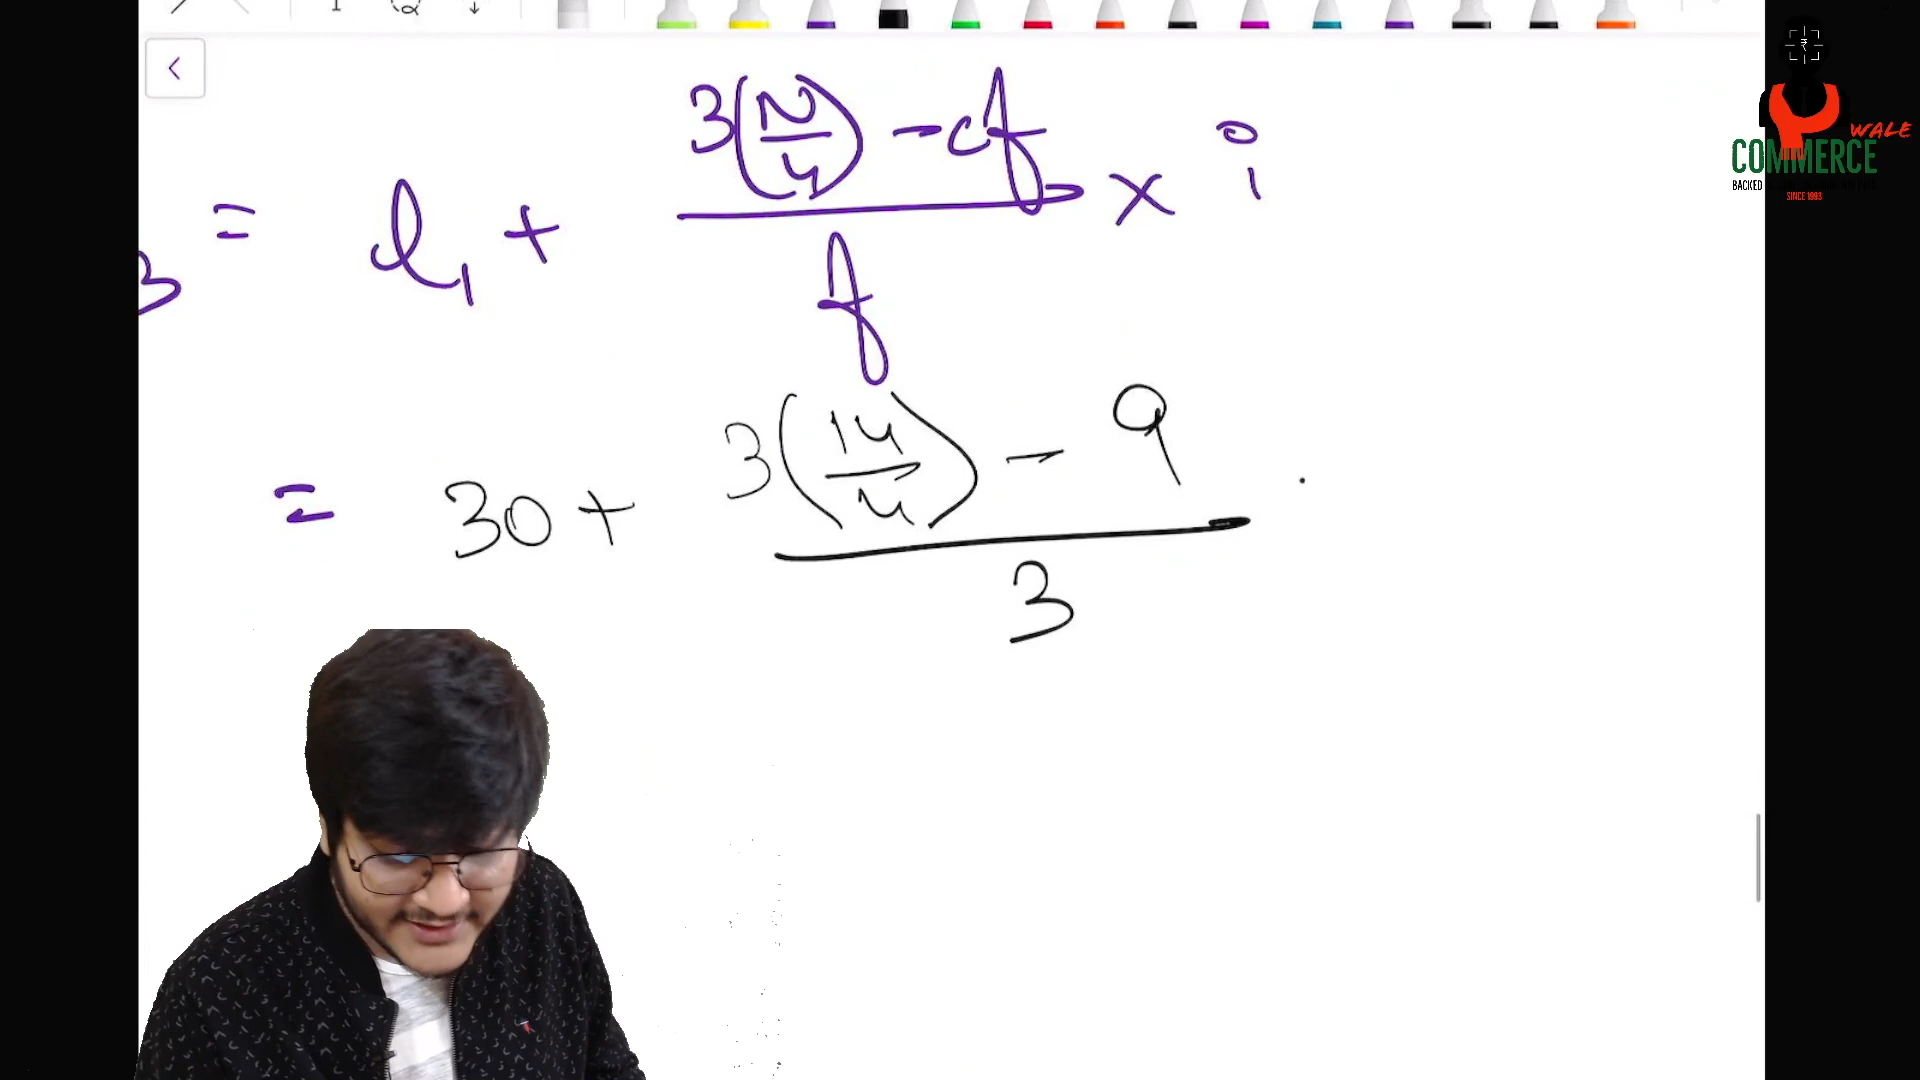 3 = l₁ + (3(N/4) - cf)/f × i
= 30 + (3(14/4) - 9)/3 .
COMMERCE WALE
BACKED
SINCE 1993